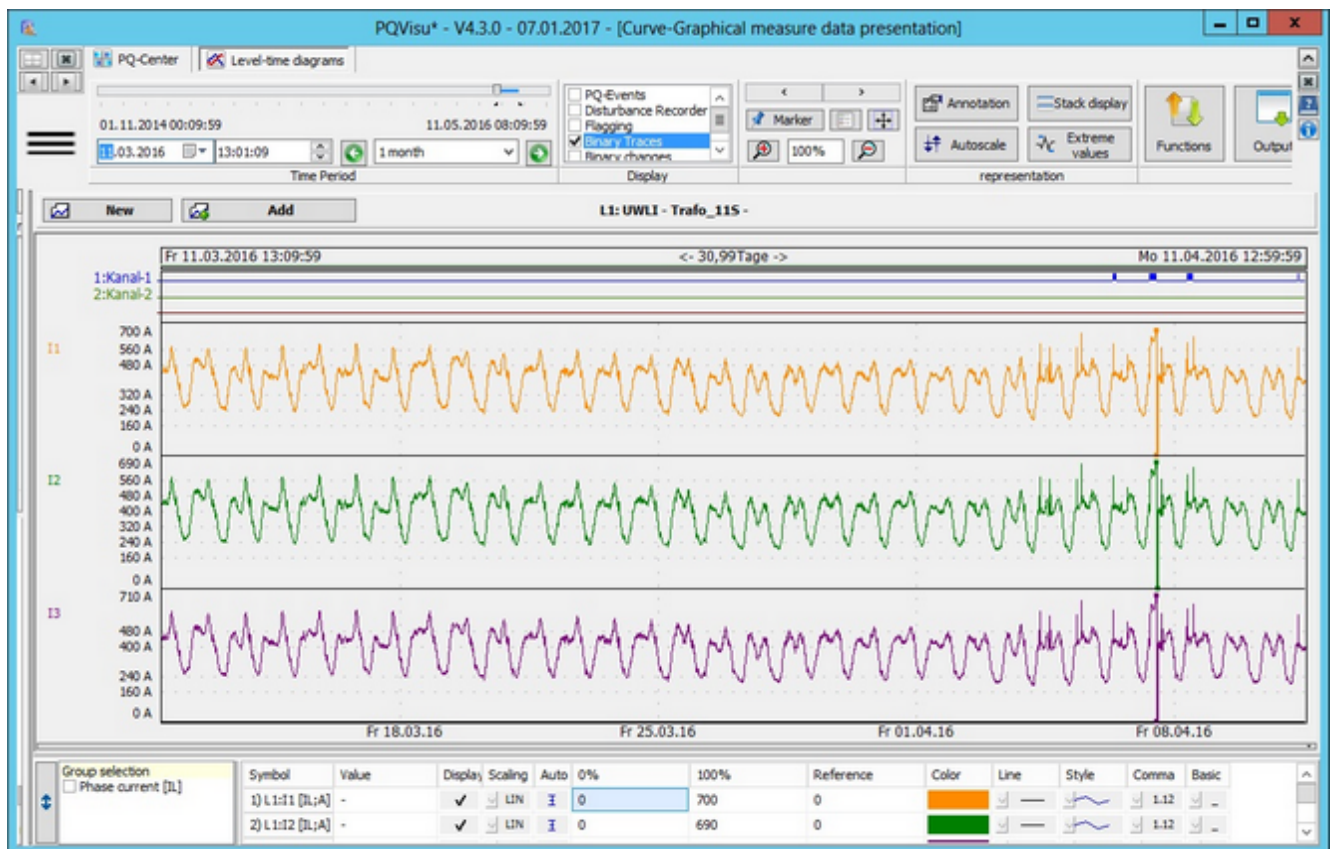 PQVisu* - V4.3.0 - 07.01.2017 - [Curve-Graphical measure data presentation]
PQ-Center Level-time diagrams
01.11.2014 00:09:59 11.05.2016 08:09:59
11.03.2016 13:01:09 1 month
Time Period
PQ-Events
Disturbance Recorder
Flagging
Binary Traces
Binary changes
Display
< >
Marker
100%
Annotation Stack display
Autoscale Extreme values
representation
Functions Output
New Add L1: UWLI - Trafo_115 -
Fr 11.03.2016 13:09:59 <- 30,99Tage -> Mo 11.04.2016 12:59:59
1:Kanal-1
2:Kanal-2
I1
700 A
560 A
480 A
320 A
240 A
160 A
0 A
I2
690 A
560 A
480 A
400 A
320 A
240 A
160 A
0 A
I3
710 A
480 A
400 A
240 A
160 A
0 A
Fr 18.03.16 Fr 25.03.16 Fr 01.04.16 Fr 08.04.16
Group selection
Phase current [IL]
Symbol Value Display Scaling Auto 0% 100% Reference Color Line Style Comma Basic
1) L1:I1 [IL;A] - LIN 0 700 0 1.12 _
2) L1:I2 [IL;A] - LIN 0 690 0 1.12 _